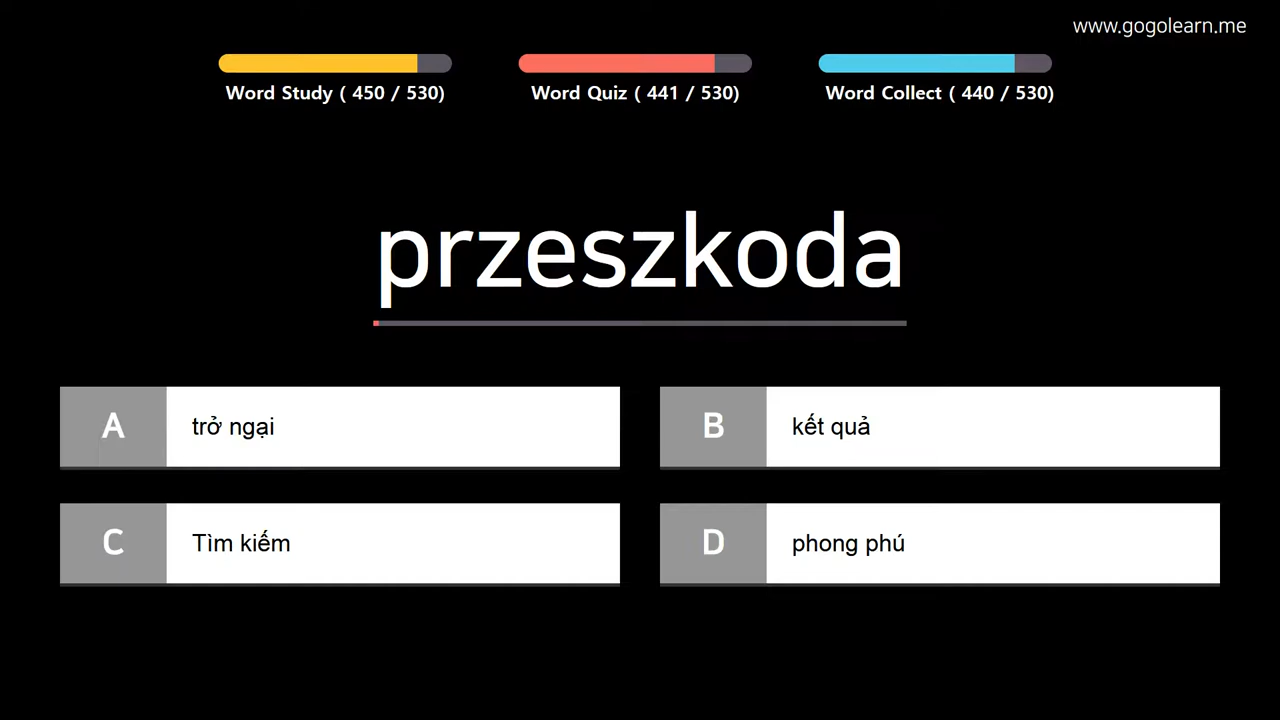 www.gogolearn.me
Word Study ( 450 / 530)
Word Quiz ( 441 / 530)
Word Collect ( 440 / 530)
przeszkoda
A trở ngại
B kết quả
C Tìm kiếm
D phong phú